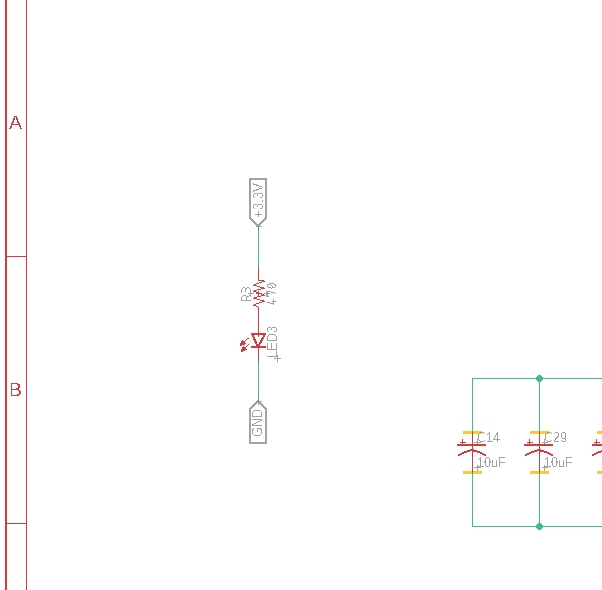 A
+3.3V
R3
470
LED3
B
GND
C14
10uF
C29
10uF